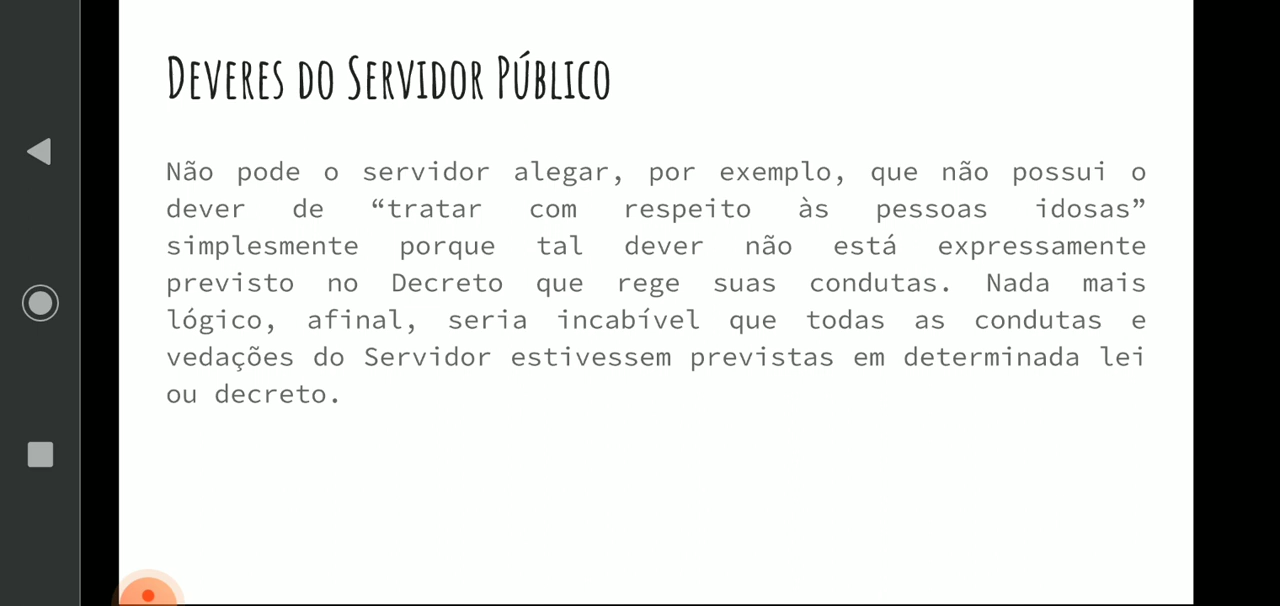 DEVERES DO SERVIDOR PÚBLICO
Não pode o servidor alegar, por exemplo, que não possui o
dever de “tratar com respeito às pessoas idosas”
simplesmente porque tal dever não está expressamente
previsto no Decreto que rege suas condutas. Nada mais
lógico, afinal, seria incabível que todas as condutas e
vedações do Servidor estivessem previstas em determinada lei
ou decreto.